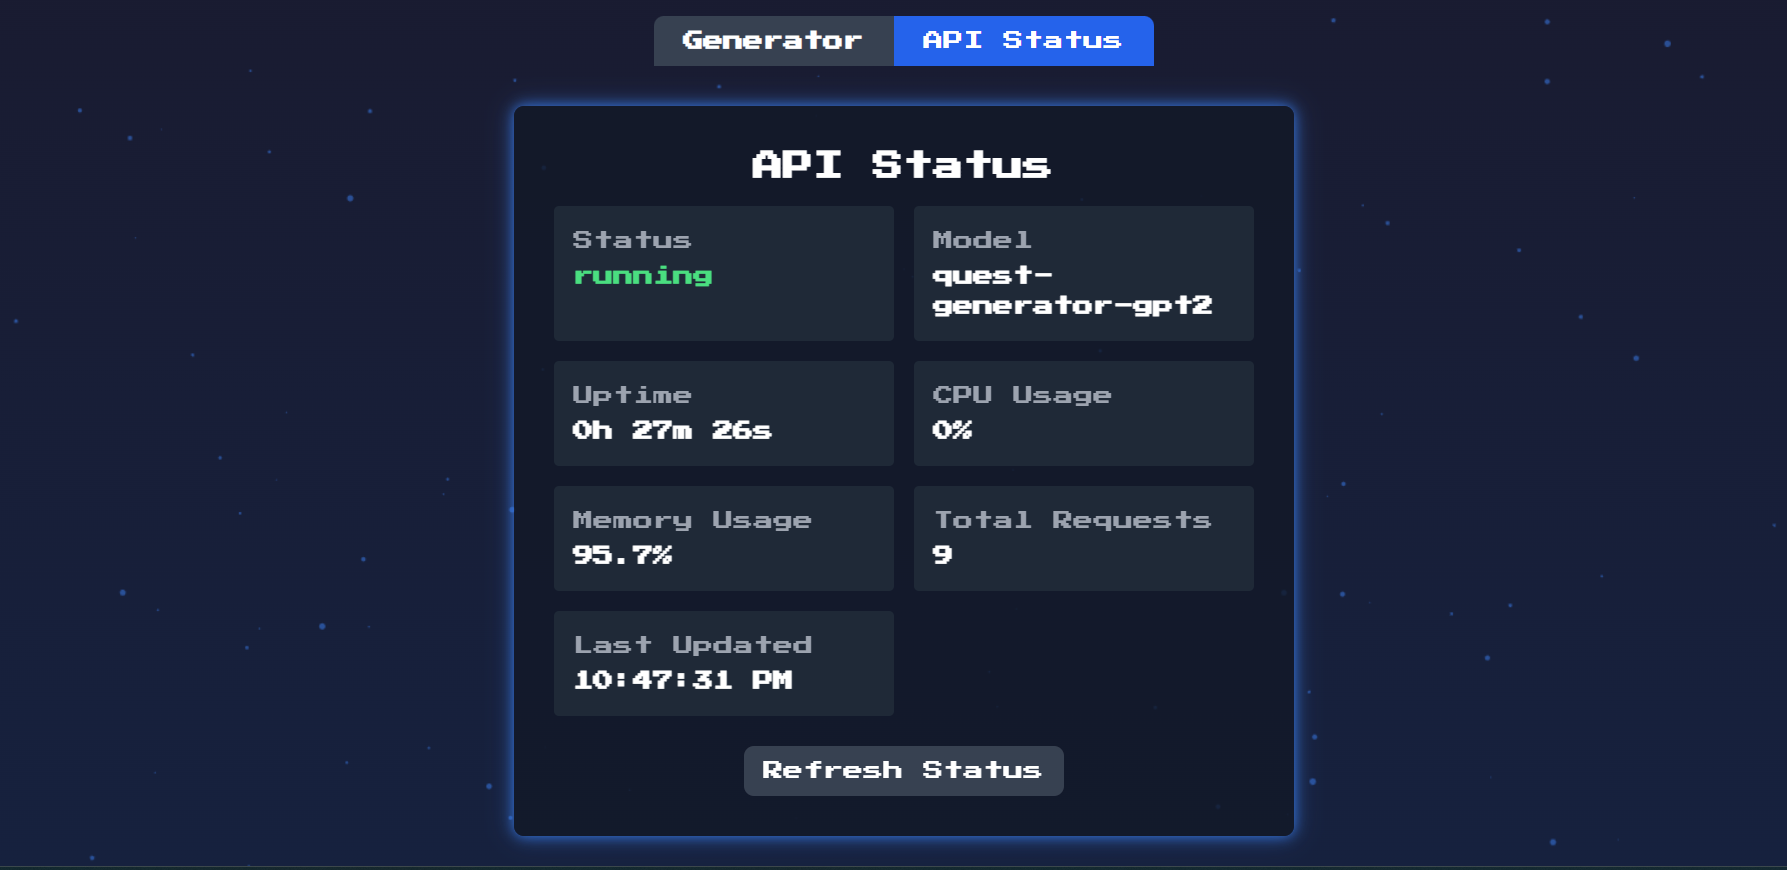 Generator
API Status
API Status
Status
running
Model
quest-
generator-gpt2
Uptime
0h 27m 26s
CPU Usage
0%
Memory Usage
95.7%
Total Requests
9
Last Updated
10:47:31 PM
Refresh Status